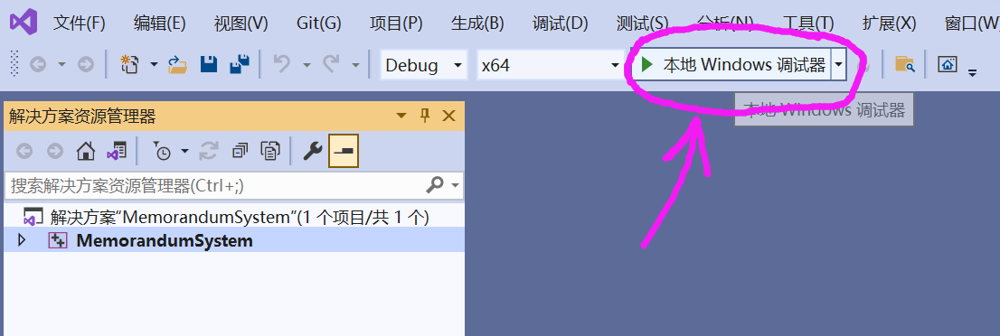 文件(F) 编辑(E) 视图(V) Git(G) 项目(P) 生成(B) 调试(D) 测试(S) 分析(N) 工具(T) 扩展(X) 窗口(W
Debug x64 本地 Windows 调试器
本地 Windows 调试器
解决方案资源管理器
搜索解决方案资源管理器(Ctrl+;)
解决方案"MemorandumSystem"(1 个项目/共 1 个)
MemorandumSystem